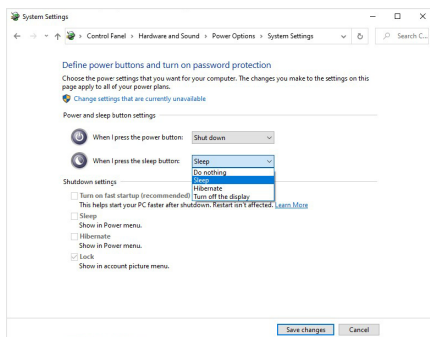 System Settings
Control Panel › Hardware and Sound › Power Options › System Settings
Search C...
Define power buttons and turn on password protection
Choose the power settings that you want for your computer. The changes you make to the settings on this
page apply to all of your power plans.
Change settings that are currently unavailable
Power and sleep button settings
When I press the power button: Shut down
When I press the sleep button: Sleep
Do nothing
Sleep
Hibernate
Turn off the display
Shutdown settings
Turn on fast startup (recommended)
This helps start your PC faster after shutdown. Restart isn't affected. Learn More
Sleep
Show in Power menu.
Hibernate
Show in Power menu.
Lock
Show in account picture menu.
Save changes Cancel